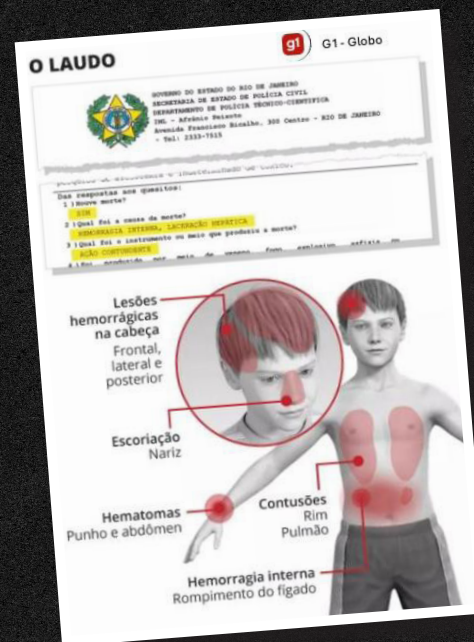 O LAUDO
g1
G1 - Globo
GOVERNO DO ESTADO DO RIO DE JANEIRO
SECRETARIA DE ESTADO DE POLÍCIA CIVIL
DEPARTAMENTO DE POLÍCIA TÉCNICO-CIENTÍFICA
IML - Afrânio Peixoto
Avenida Francisco Bicalho, 300 Centro - RIO DE JANEIRO
- Tel: 2333-7515
Das respostas aos quesitos:
1 )Houve morte?
SIM
2 )Qual foi a causa da morte?
HEMORRAGIA INTERNA, LACERAÇÃO HEPÁTICA
3 )Qual foi o instrumento ou meio que produziu a morte?
AÇÃO CONTUNDENTE
Lesões
hemorrágicas
na cabeça
Frontal,
lateral e
posterior
Escoriação
Nariz
Hematomas
Punho e abdômen
Contusões
Rim
Pulmão
Hemorragia interna
Rompimento do fígado